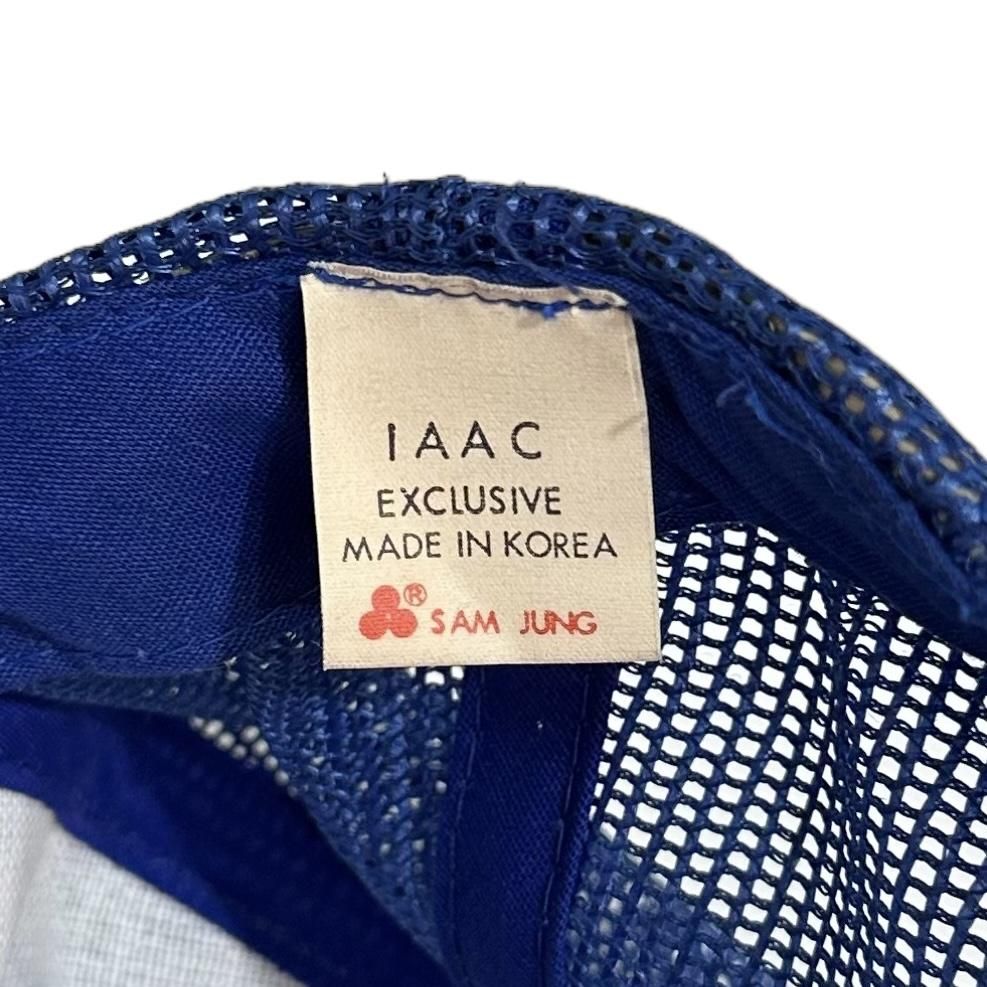 IAAC
EXCLUSIVE
MADE IN KOREA
® SAM JUNG